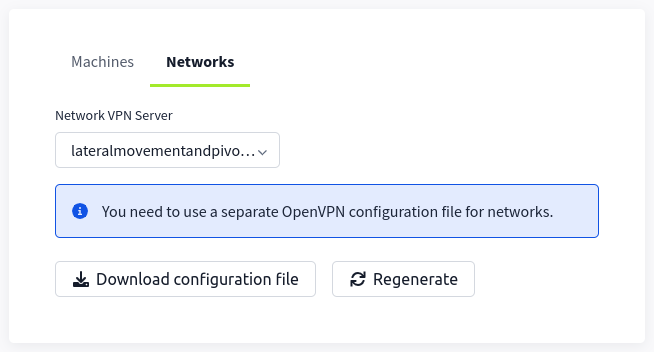 Machines Networks
Network VPN Server
lateralmovementandpivo...
You need to use a separate OpenVPN configuration file for networks.
Download configuration file Regenerate